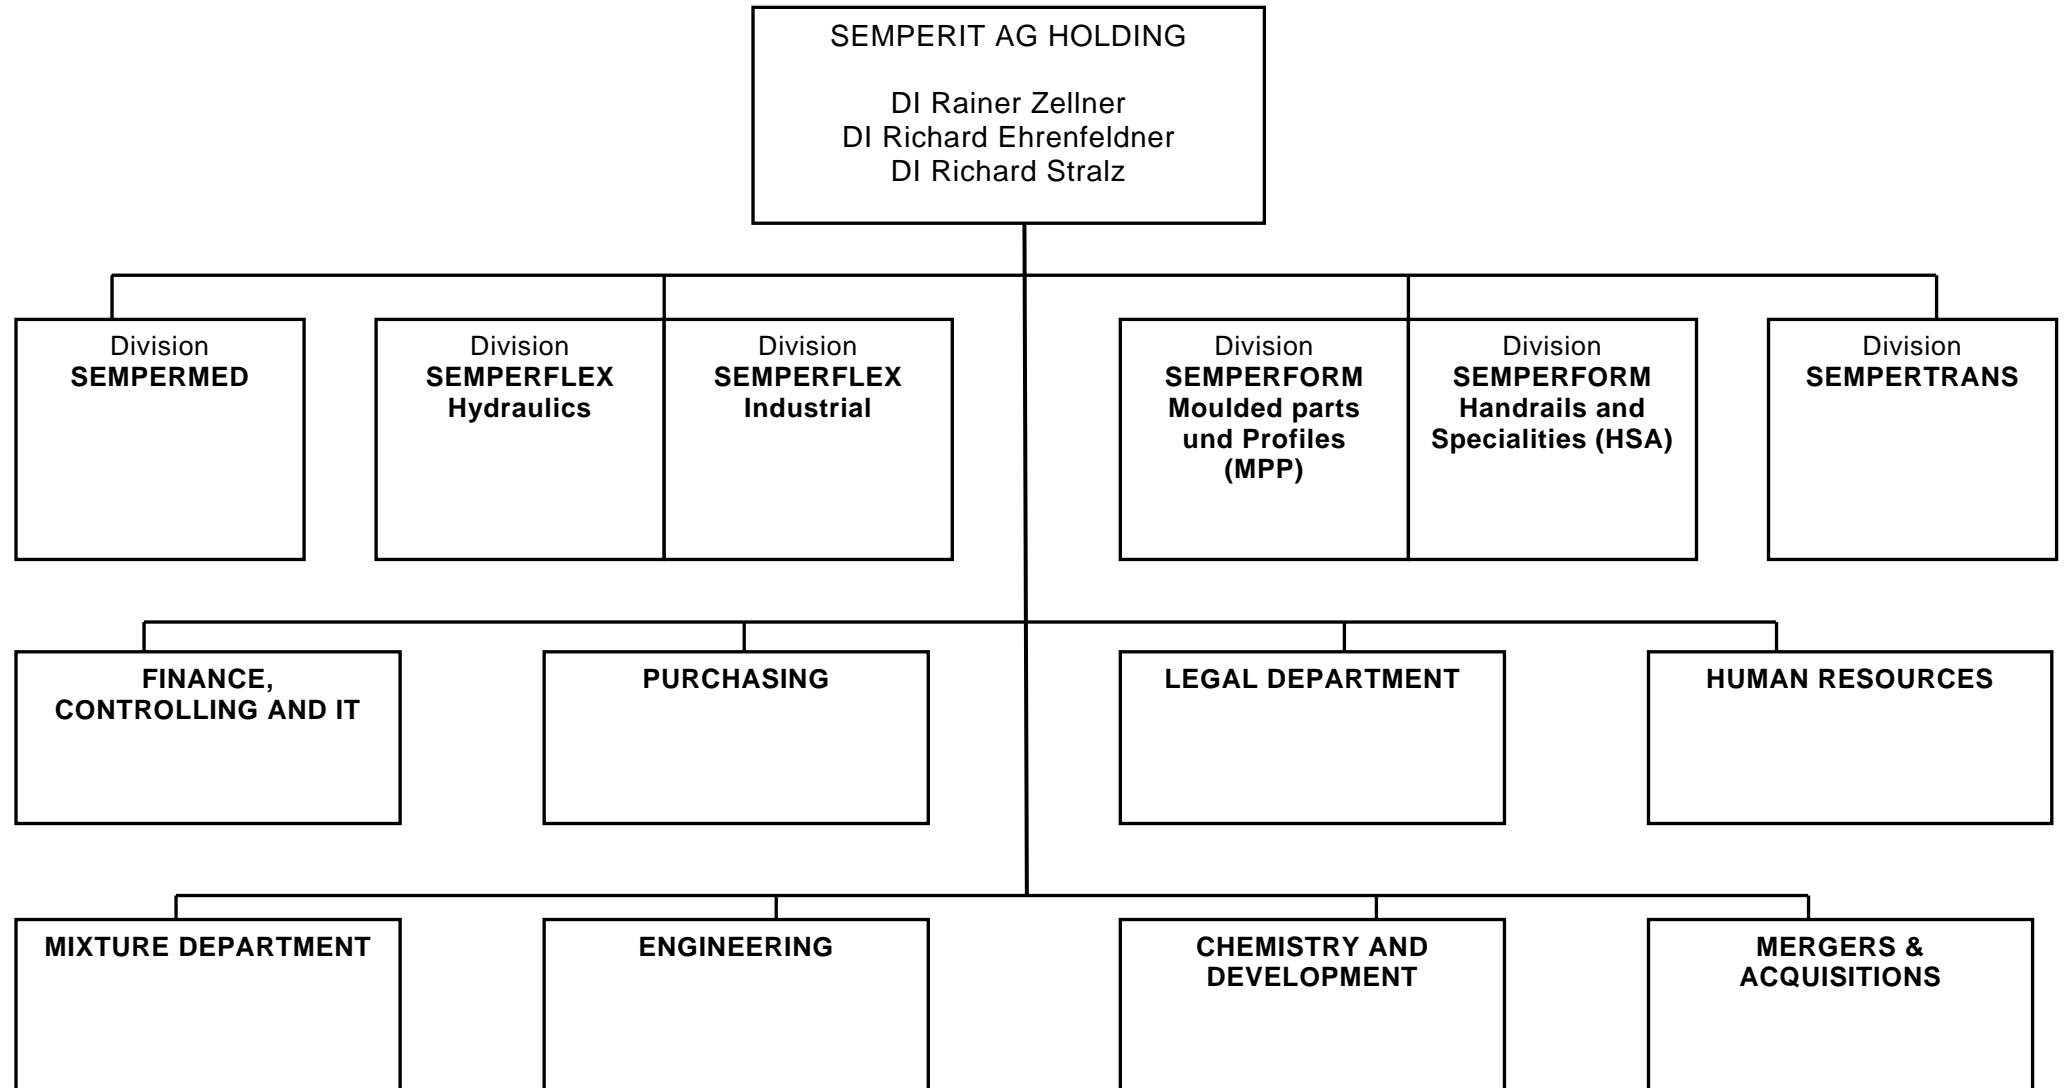 SEMPERIT AG HOLDING
DI Rainer Zellner
DI Richard Ehrenfeldner
DI Richard Stralz
Division
SEMPERMED
Division
SEMPERFLEX
Hydraulics
Division
SEMPERFLEX
Industrial
Division
SEMPERFORM
Moulded parts
und Profiles
(MPP)
Division
SEMPERFORM
Handrails and
Specialities (HSA)
Division
SEMPERTRANS
FINANCE,
CONTROLLING AND IT
PURCHASING
LEGAL DEPARTMENT
HUMAN RESOURCES
MIXTURE DEPARTMENT
ENGINEERING
CHEMISTRY AND
DEVELOPMENT
MERGERS &
ACQUISITIONS